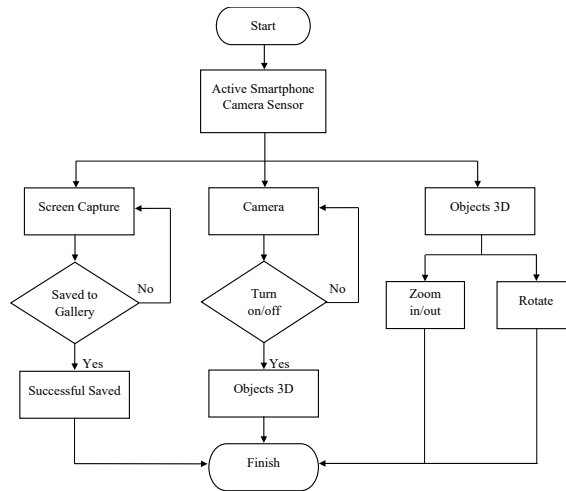 Start
Active Smartphone
Camera Sensor
Screen Capture
Camera
Objects 3D
Saved to
Gallery
No
Turn
on/off
No
Zoom
in/out
Rotate
Yes
Yes
Successful Saved
Objects 3D
Finish